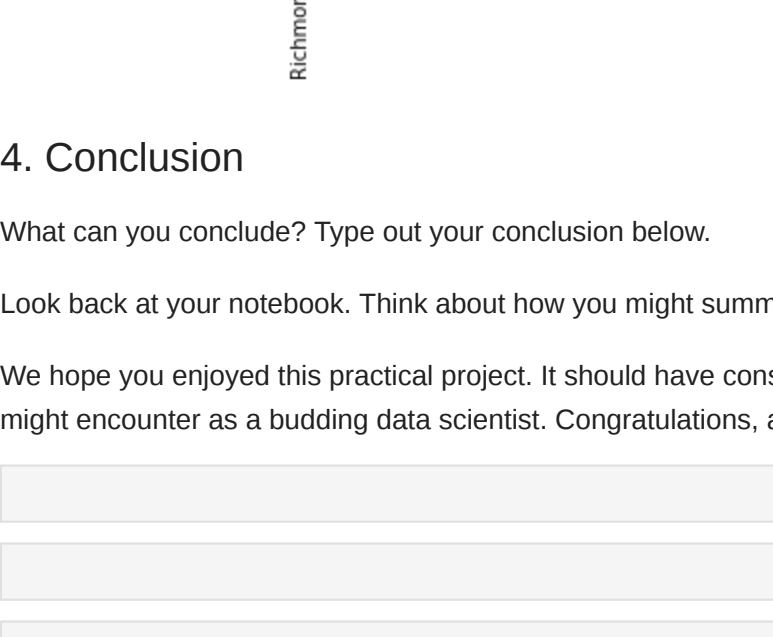 Richmor
4. Conclusion
What can you conclude? Type out your conclusion below.
Look back at your notebook. Think about how you might summ
We hope you enjoyed this practical project. It should have cons
might encounter as a budding data scientist. Congratulations, a